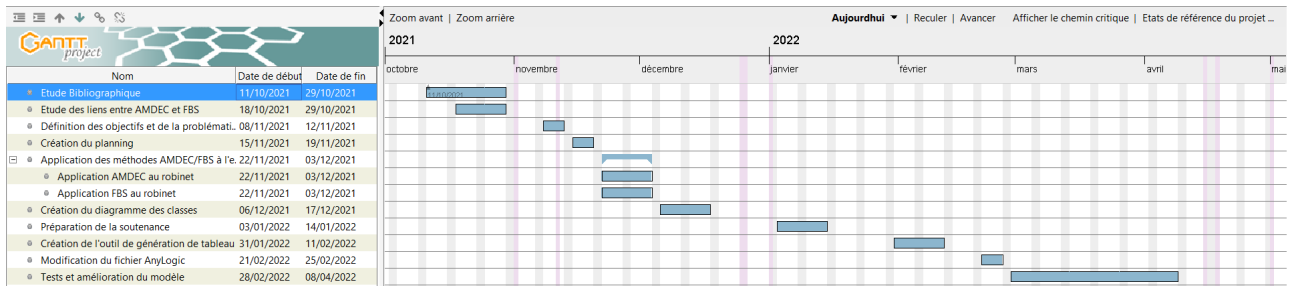 Zoom avant | Zoom arrière Aujourd'hui | Reculer | Avancer Afficher le chemin critique | Etats de référence du projet ...
GANTT project
2021 2022
Nom Date de début Date de fin octobre novembre décembre janvier février mars avril mai
Etude Bibliographique 11/10/2021 29/10/2021 11/10/2021
Etude des liens entre AMDEC et FBS 18/10/2021 29/10/2021
Définition des objectifs et de la problémati... 08/11/2021 12/11/2021
Création du planning 15/11/2021 19/11/2021
Application des méthodes AMDEC/FBS à l'e... 22/11/2021 03/12/2021
Application AMDEC au robinet 22/11/2021 03/12/2021
Application FBS au robinet 22/11/2021 03/12/2021
Création du diagramme des classes 06/12/2021 17/12/2021
Préparation de la soutenance 03/01/2022 14/01/2022
Création de l'outil de génération de tableau 31/01/2022 11/02/2022
Modification du fichier AnyLogic 21/02/2022 25/02/2022
Tests et amélioration du modèle 28/02/2022 08/04/2022